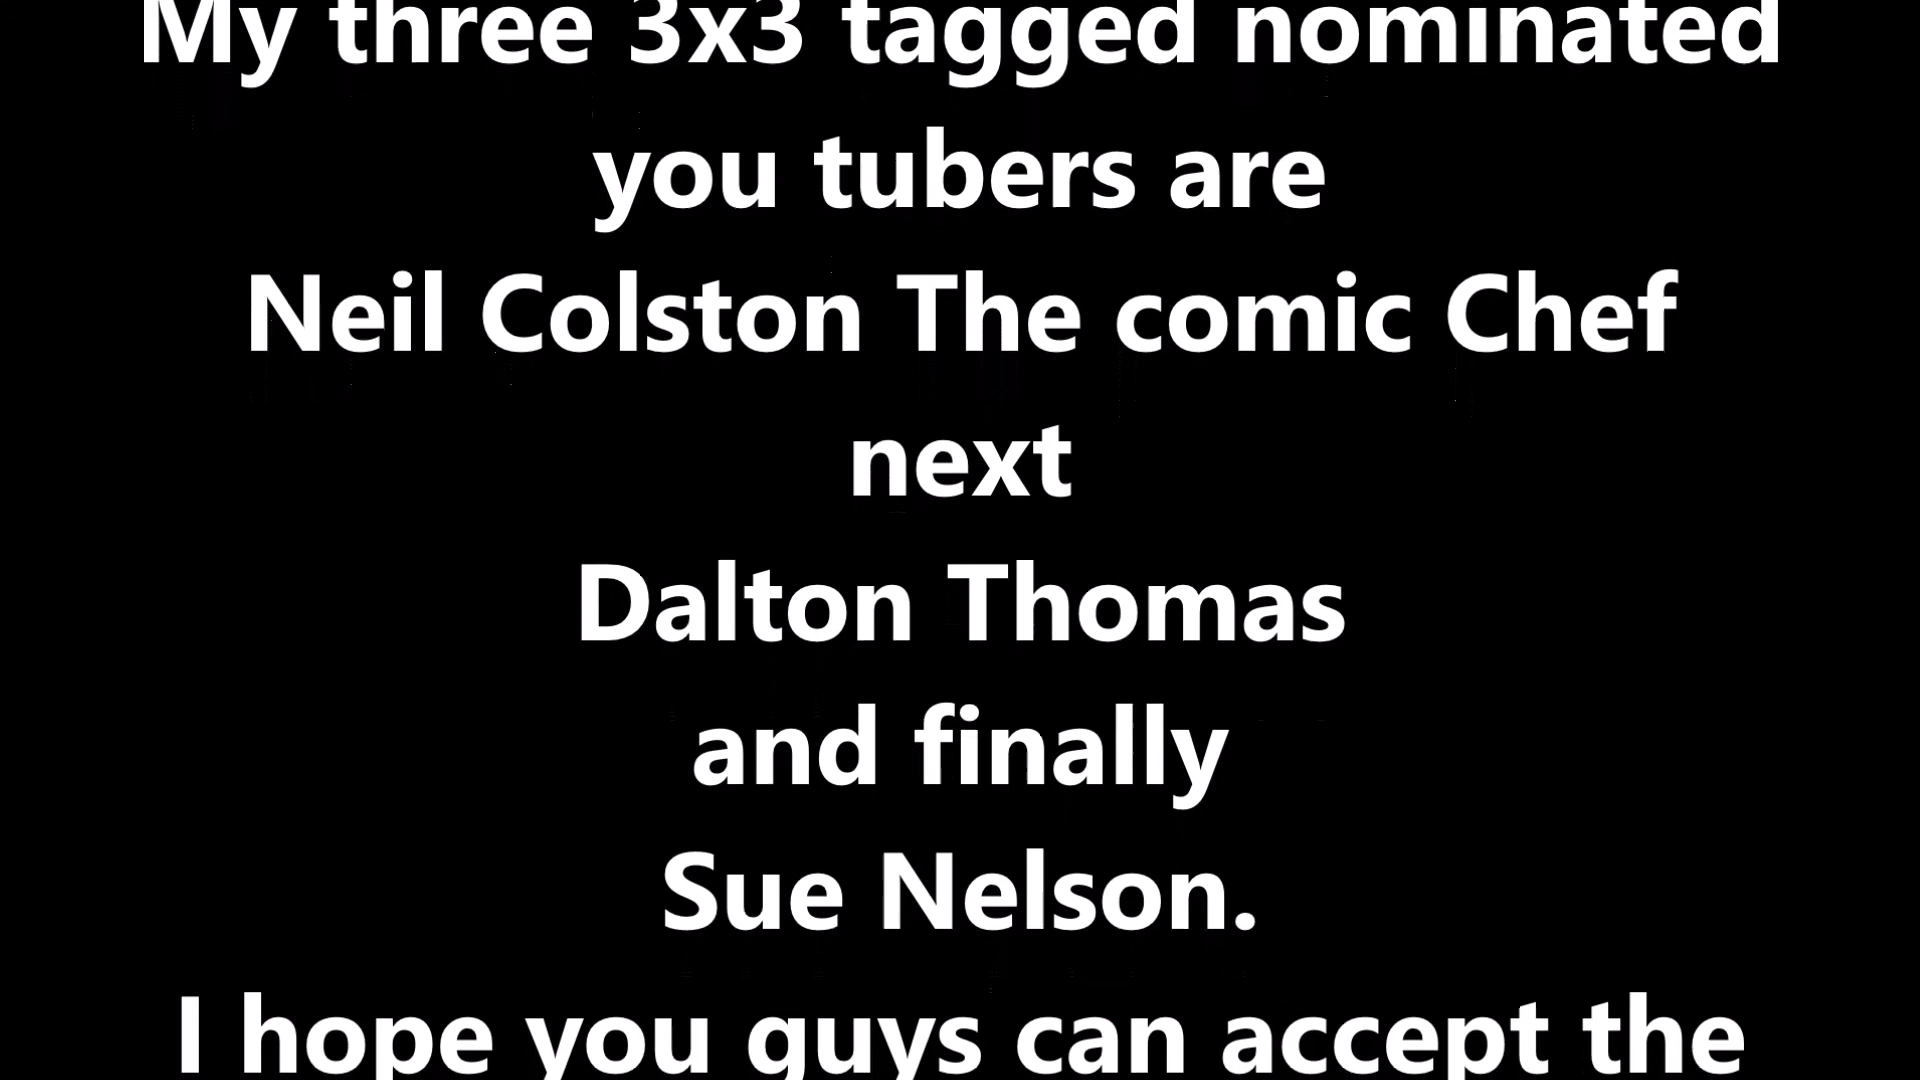 My three 3x3 tagged nominated
you tubers are
Neil Colston The comic Chef
next
Dalton Thomas
and finally
Sue Nelson.
I hope you guys can accept the